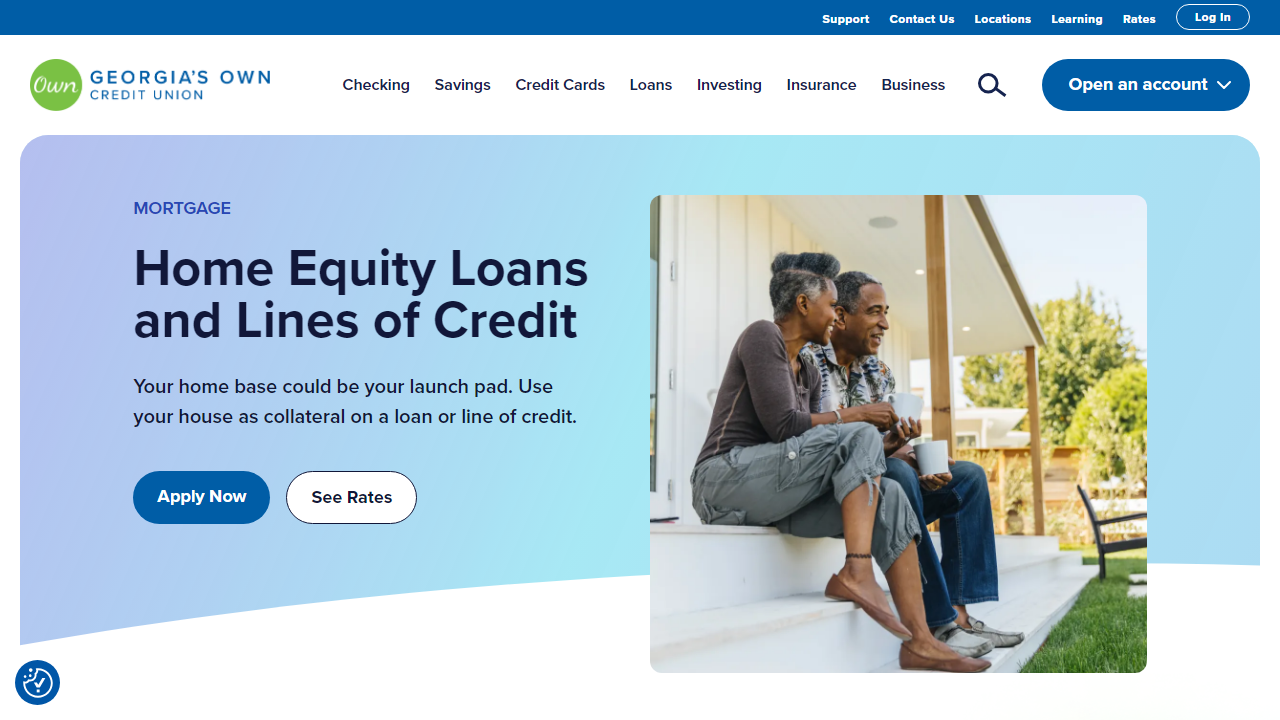 Support Contact Us Locations Learning Rates Log In
Own GEORGIA'S OWN
CREDIT UNION
Checking Savings Credit Cards Loans Investing Insurance Business Open an account
MORTGAGE
Home Equity Loans
and Lines of Credit
Your home base could be your launch pad. Use
your house as collateral on a loan or line of credit.
Apply Now See Rates